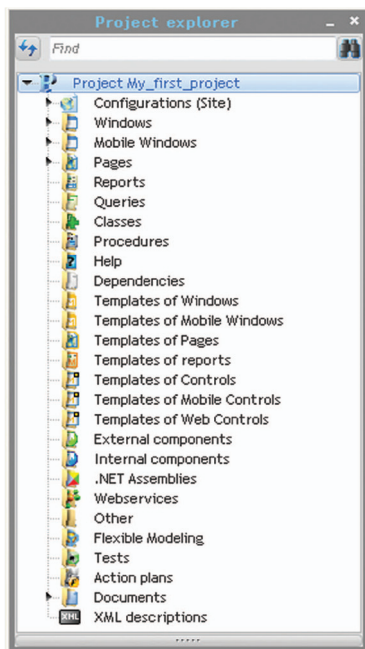 Project explorer
Find
Project My_first_project
Configurations (Site)
Windows
Mobile Windows
Pages
Reports
Queries
Classes
Procedures
Help
Dependencies
Templates of Windows
Templates of Mobile Windows
Templates of Pages
Templates of reports
Templates of Controls
Templates of Mobile Controls
Templates of Web Controls
External components
Internal components
.NET Assemblies
Webservices
Other
Flexible Modeling
Tests
Action plans
Documents
XML descriptions